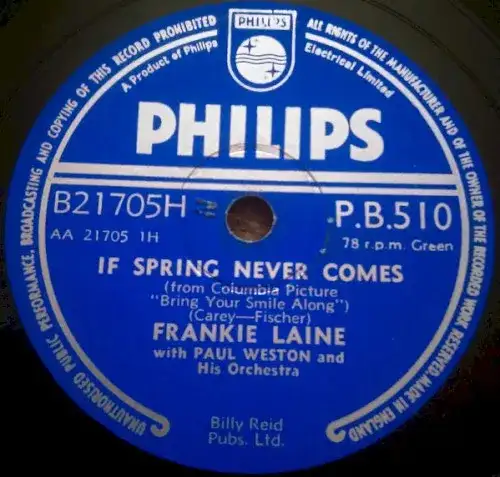 UNAUTHORISED PUBLIC PERFORMANCE, BROADCASTING AND COPYING OF THIS RECORD PROHIBITED
ALL RIGHTS OF THE MANUFACTURER AND OF THE OWNER OF THE RECORDED WORK RESERVED. MADE IN ENGLAND
PHILIPS
A Product of Philips
Electrical Limited
PHILIPS
B21705H
P.B.510
AA 21705 1H
78 r.p.m. Green
IF SPRING NEVER COMES
(from Columbia Picture
"Bring Your Smile Along")
(Carey—Fischer)
FRANKIE LAINE
with PAUL WESTON and
His Orchestra
Billy Reid
Pubs. Ltd.